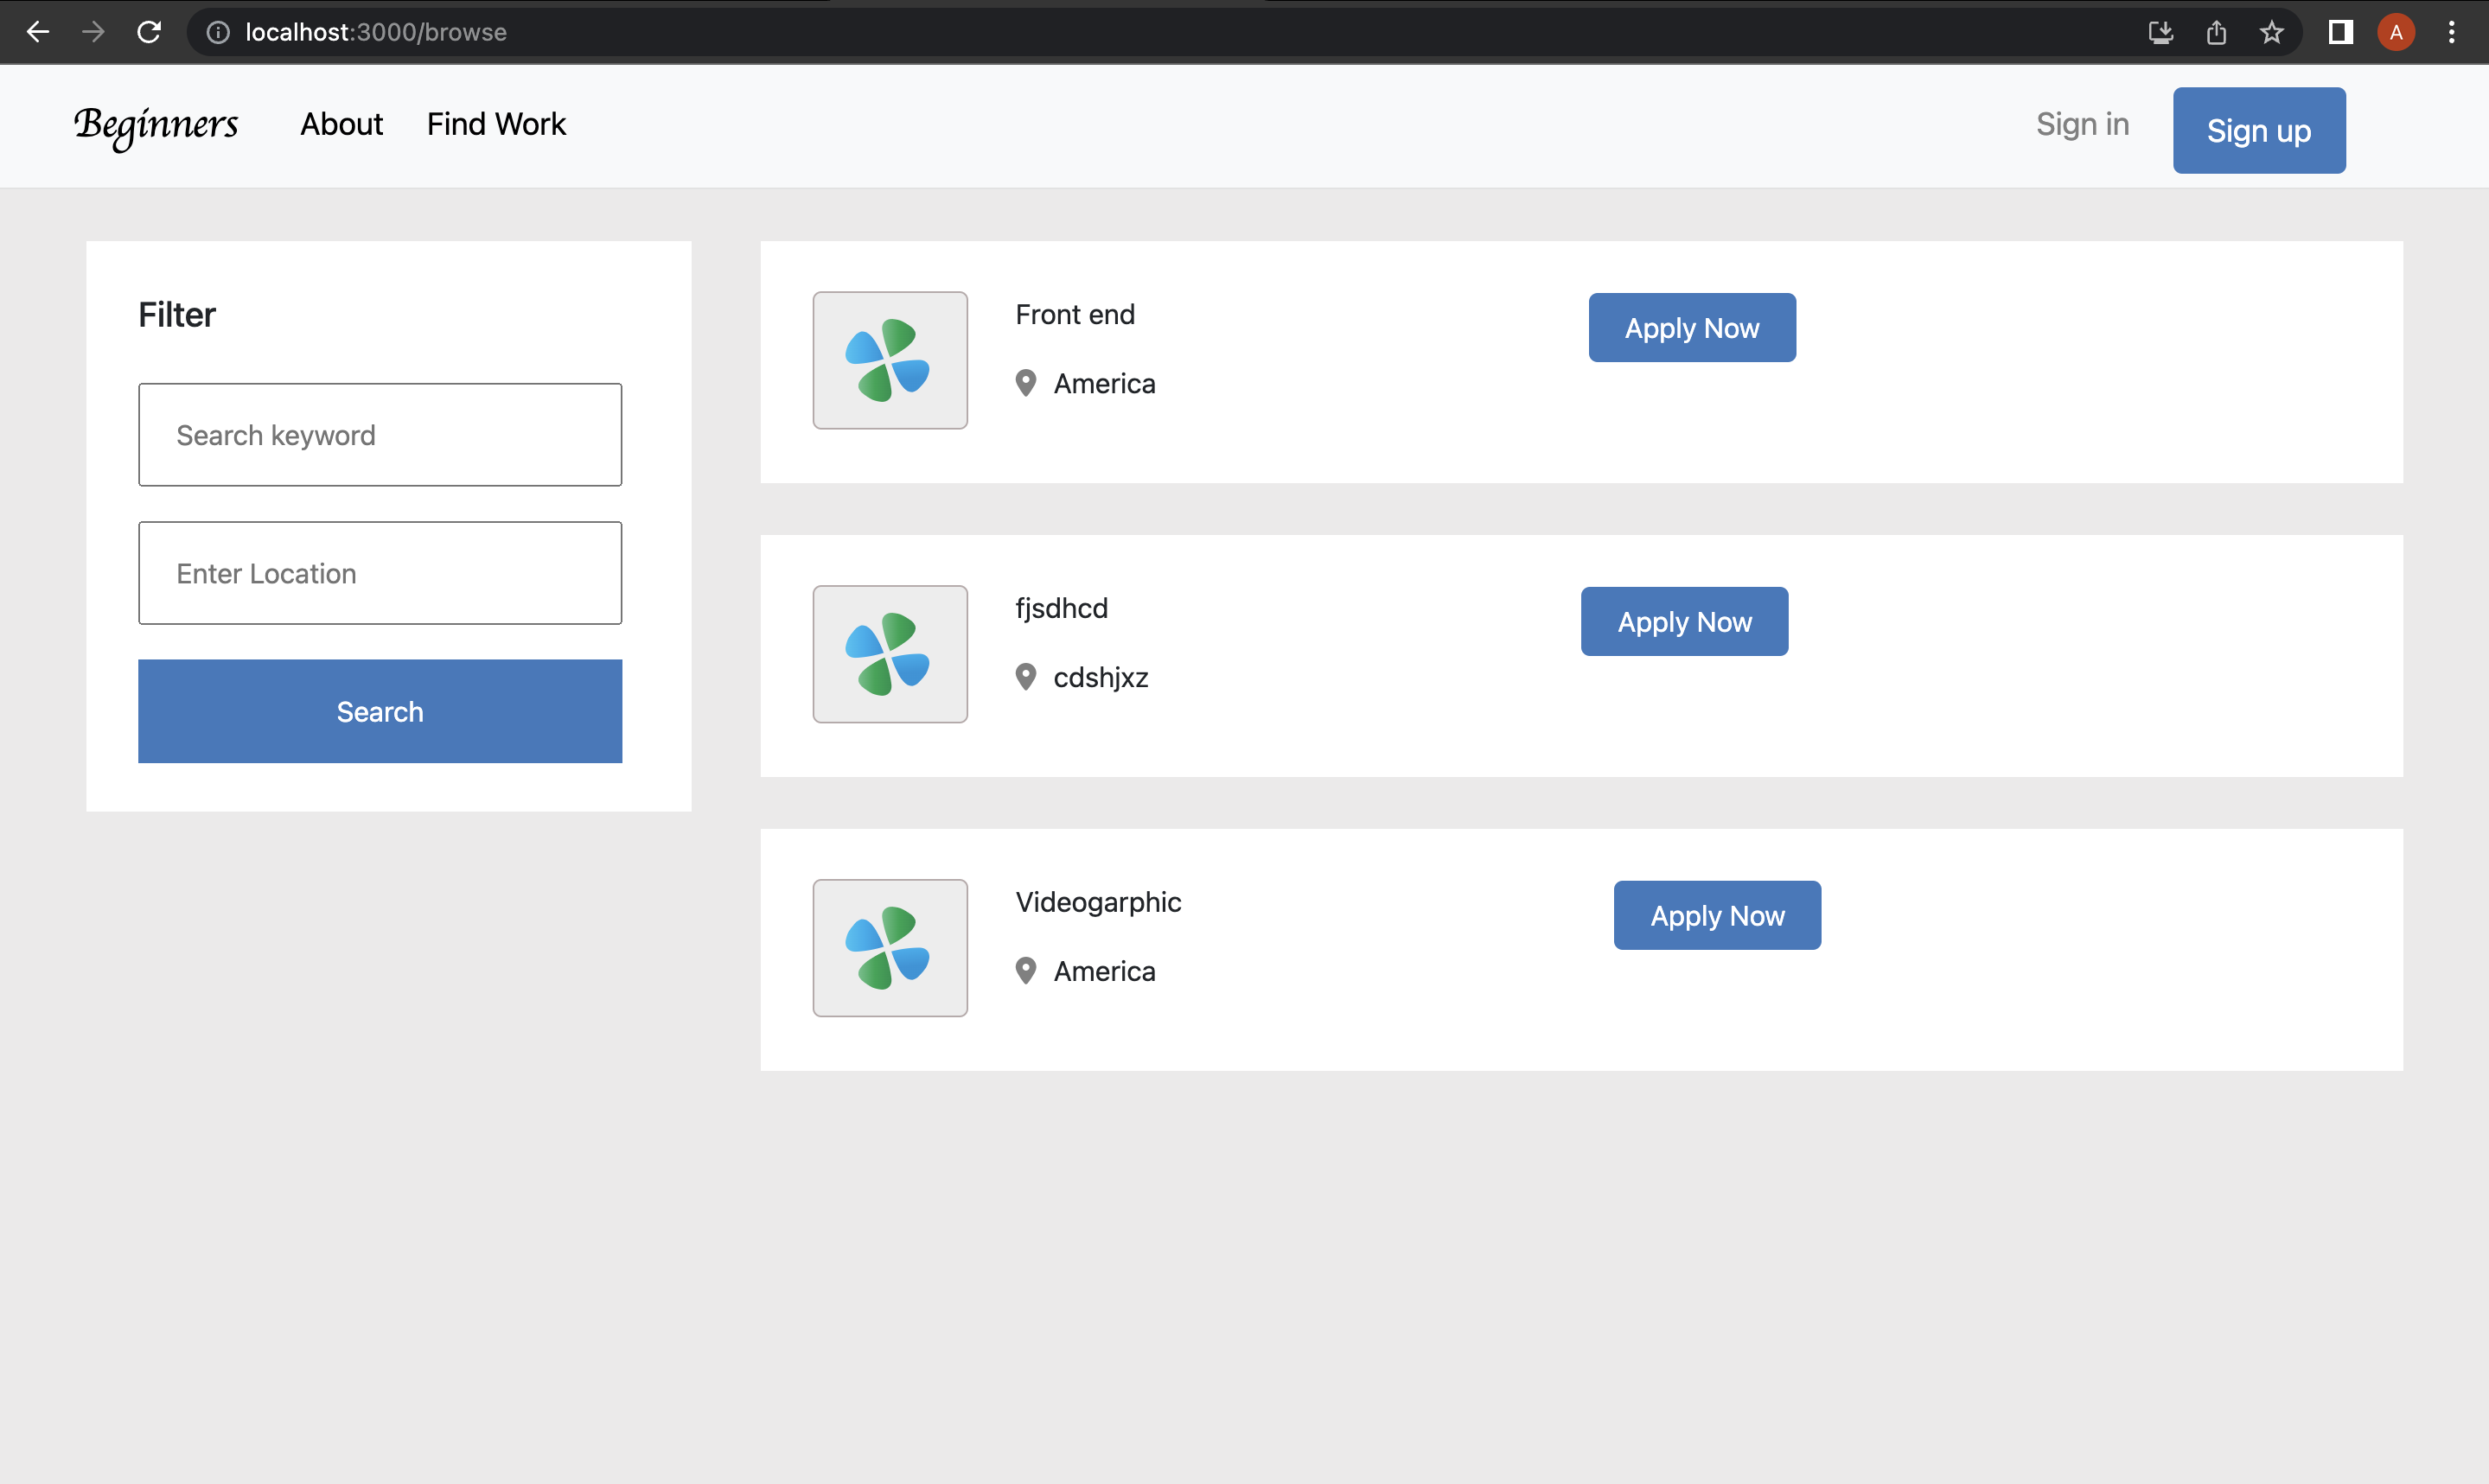 localhost:3000/browse
A
Beginners
About
Find Work
Sign in
Sign up
Filter
Search keyword
Enter Location
Search
Front end
America
Apply Now
fjsdhcd
cdshjxz
Apply Now
Videogarphic
America
Apply Now